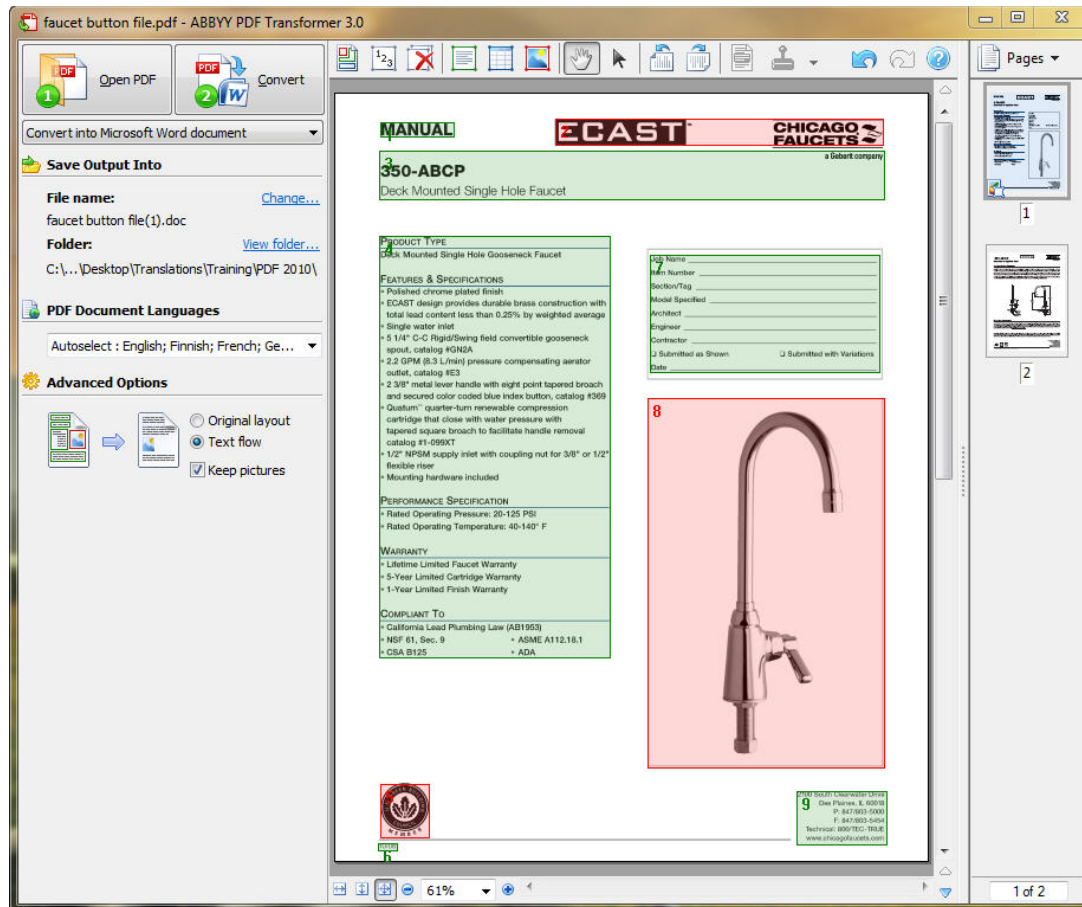 faucet button file.pdf - ABBYY PDF Transformer 3.0
PDF
1
Open PDF
PDF
2
W
Convert
Convert into Microsoft Word document
Save Output Into
File name:
Change...
faucet button file(1).doc
Folder:
View folder...
C:\...\Desktop\Translations\Training\PDF 2010\
PDF Document Languages
Autoselect : English; Finnish; French; Ge...
Advanced Options
Original layout
Text flow
Keep pictures
MANUAL
ECAST
CHICAGO FAUCETS
a Geberit company
3
350-ABCP
Deck Mounted Single Hole Faucet
PRODUCT TYPE
Deck Mounted Single Hole Gooseneck Faucet
FEATURES & SPECIFICATIONS
• Polished chrome plated finish
• ECAST design provides durable brass construction with
total lead content less than 0.25% by weighted average
• Single water inlet
• 5 1/4" C-C Rigid/Swing field convertible gooseneck
spout, catalog #GN2A
• 2.2 GPM (8.3 L/min) pressure compensating aerator
outlet, catalog #E3
• 2 3/8" metal lever handle with eight point tapered broach
and secured color coded blue index button, catalog #369
• Quatum™ quarter-turn renewable compression
cartridge that close with water pressure with
tapered square broach to facilitate handle removal
catalog #1-099XT
• 1/2" NPSM supply inlet with coupling nut for 3/8" or 1/2"
flexible riser
• Mounting hardware included
PERFORMANCE SPECIFICATION
• Rated Operating Pressure: 20-125 PSI
• Rated Operating Temperature: 40-140° F
WARRANTY
• Lifetime Limited Faucet Warranty
• 5-Year Limited Cartridge Warranty
• 1-Year Limited Finish Warranty
COMPLIANT TO
• California Lead Plumbing Law (AB1953)
• NSF 61, Sec. 9 • ASME A112.18.1
• CSA B125 • ADA
7
Job Name
Item Number
Section/Tag
Model Specified
Architect
Engineer
Contractor
❏ Submitted as Shown ❏ Submitted with Variations
Date
8
MEMBER
6
9
2100 South Clearwater Drive
Des Plaines, IL 60018
P: 847/803-5000
F: 847/803-5454
Technical: 800/TEC-TRUE
www.chicagofaucets.com
61%
Pages
1
2
1 of 2